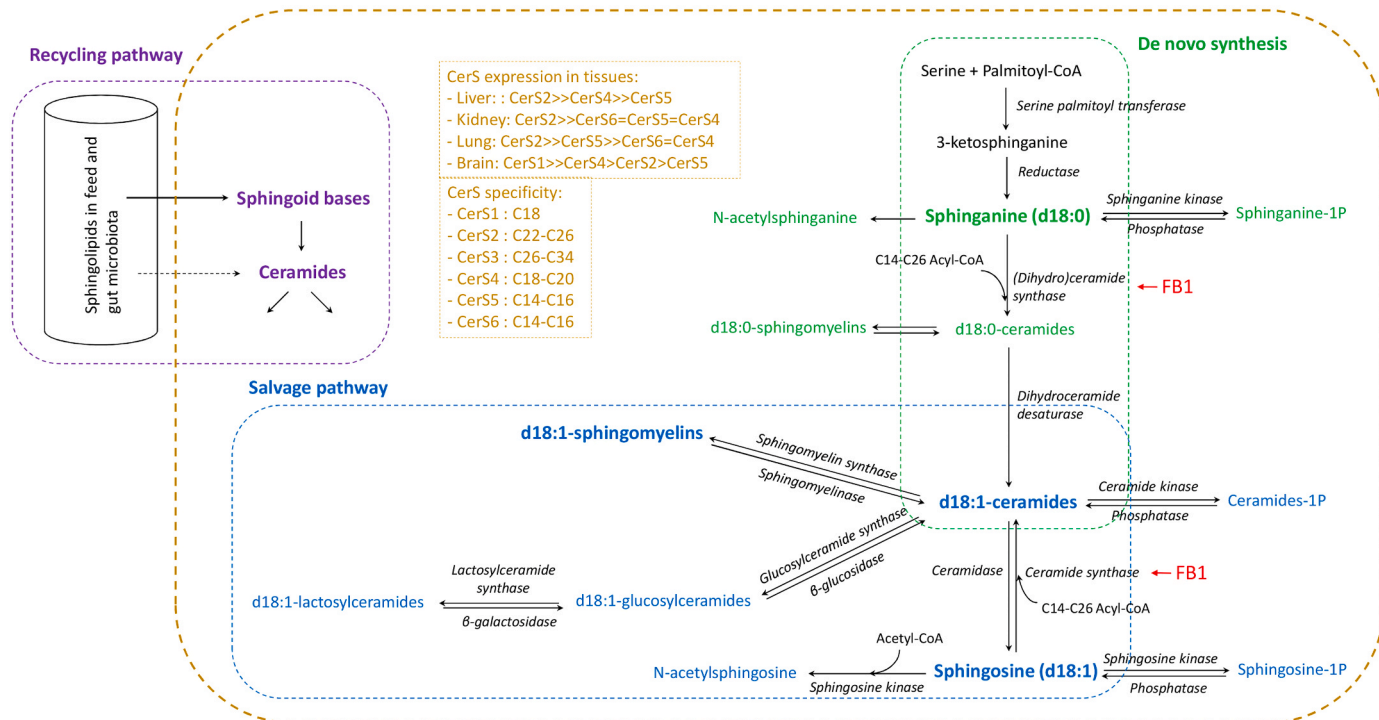 De novo synthesis
Recycling pathway
Serine + Palmitoyl-CoA
CerS expression in tissues:
- Liver: : CerS2>>CerS4>>CerS5
- Kidney: CerS2>>CerS6=CerS5=CerS4
- Lung: CerS2>>CerS5>>CerS6=CerS4
- Brain: CerS1>>CerS4>CerS2>CerS5
Serine palmitoyl transferase
3-ketosphinganine
Reductase
Sphingolipids in feed and
gut microbiota
Sphingoid bases
Ceramides
CerS specificity:
- CerS1 : C18
- CerS2 : C22-C26
- CerS3 : C26-C34
- CerS4 : C18-C20
- CerS5 : C14-C16
- CerS6 : C14-C16
N-acetylsphinganine
Sphinganine (d18:0)
Sphinganine kinase
Phosphatase
Sphinganine-1P
C14-C26 Acyl-CoA
(Dihydro)ceramide
synthase
FB1
d18:0-sphingomyelins
d18:0-ceramides
Salvage pathway
Dihydroceramide
desaturase
d18:1-sphingomyelins
Sphingomyelin synthase
Sphingomyelinase
d18:1-ceramides
Ceramide kinase
Phosphatase
Ceramides-1P
Glucosylceramide synthase
β-glucosidase
Lactosylceramide
synthase
Ceramidase
Ceramide synthase
FB1
d18:1-lactosylceramides
β-galactosidase
d18:1-glucosylceramides
C14-C26 Acyl-CoA
Acetyl-CoA
N-acetylsphingosine
Sphingosine kinase
Sphingosine (d18:1)
Sphingosine kinase
Phosphatase
Sphingosine-1P